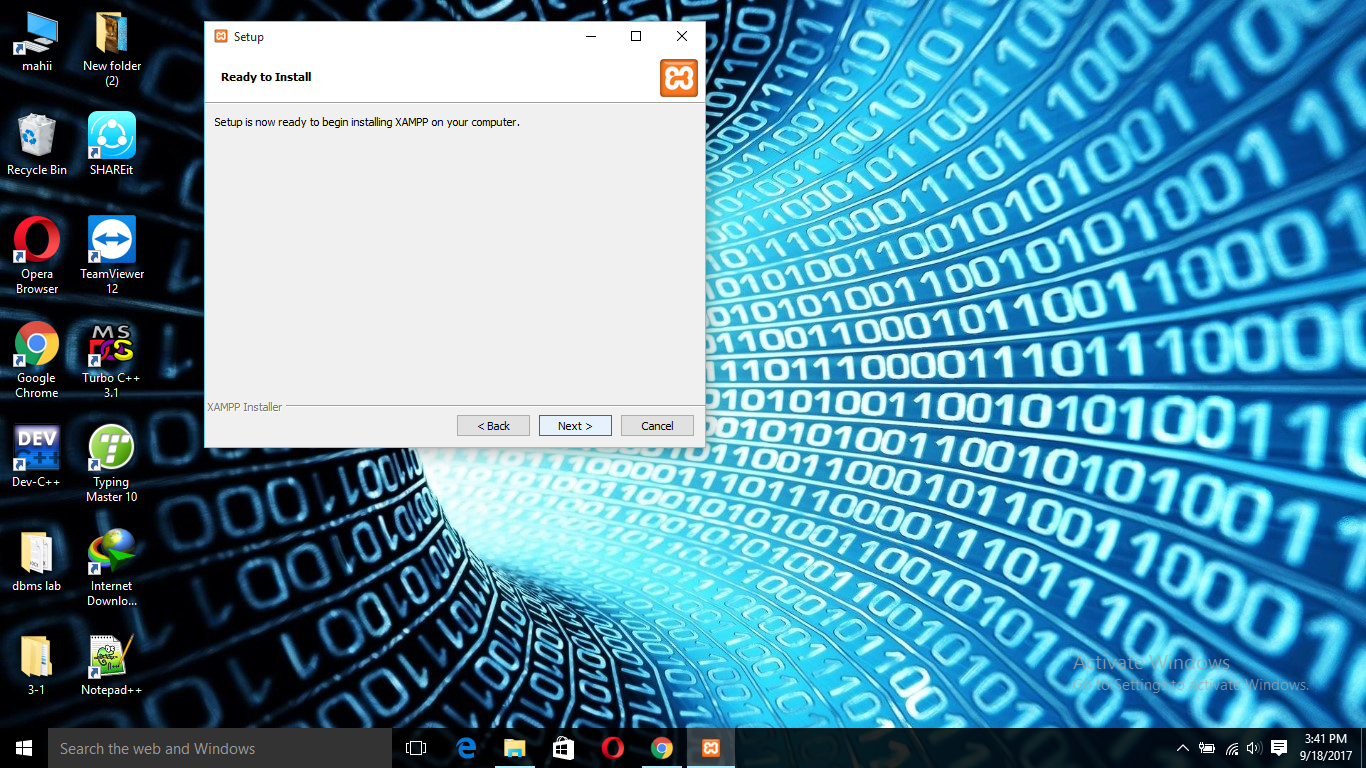 mahii
New folder
(2)
Recycle Bin
SHAREit
Opera
Browser
TeamViewer
12
Google
Chrome
MS
Turbo C++
3.1
DEV
C++
Dev-C++
Typing
Master 10
dbms lab
Internet
Downlo...
3-1
Notepad++
Setup
Ready to Install
Setup is now ready to begin installing XAMPP on your computer.
XAMPP Installer
< Back
Next >
Cancel
Activate Windows
Go to Settings to activate Windows.
Search the web and Windows
3:41 PM
9/18/2017